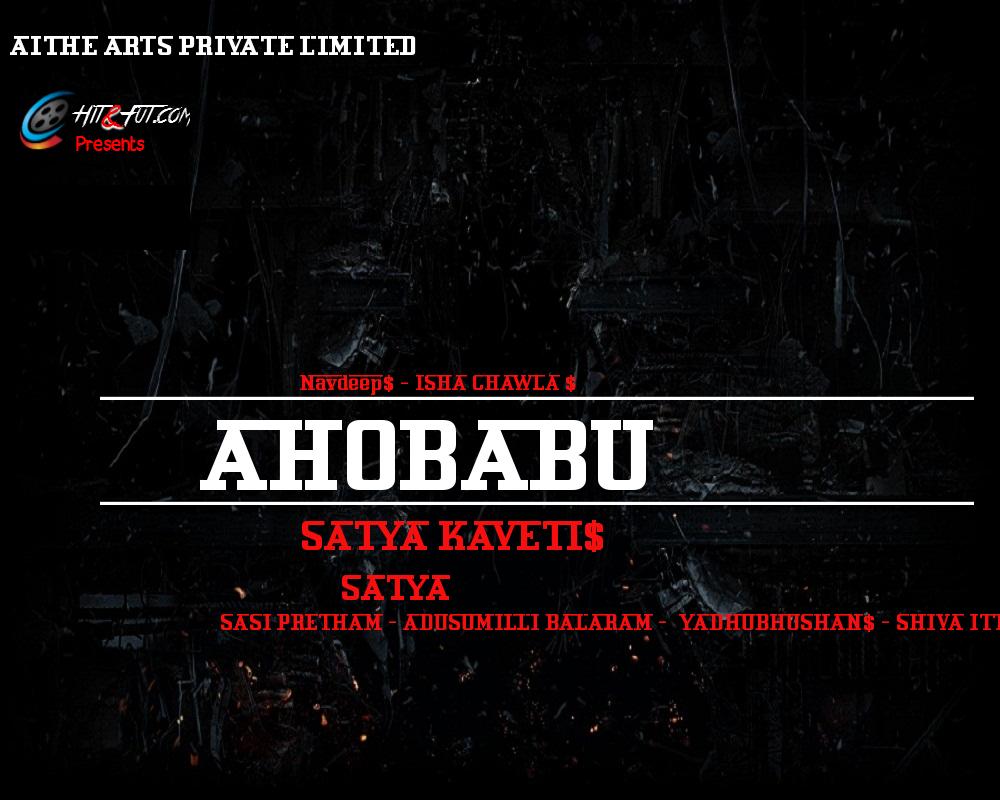 AITHE ARTS PRIVATE LIMITED
HIT&FUT.COM
Presents
Navdeep$ - ISHA CHAWLA $
AHOBABU
SATYA KAVETI$
SATYA
SASI PRETHAM - ADUSUMILLI BALARAM - YADHUBHUSHAN$ - SHIVA